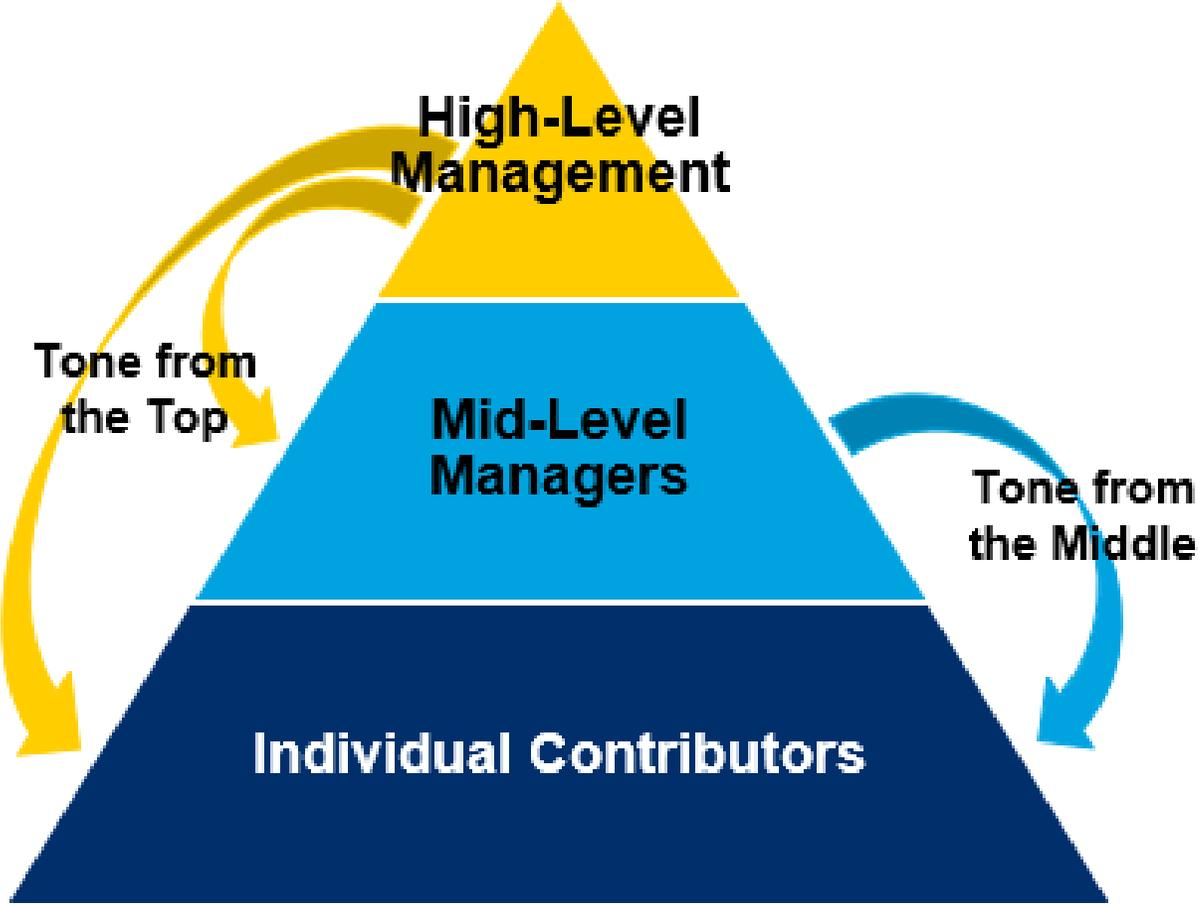 High-Level
Management
Tone from
the Top
Mid-Level
Managers
Tone from
the Middle
Individual Contributors